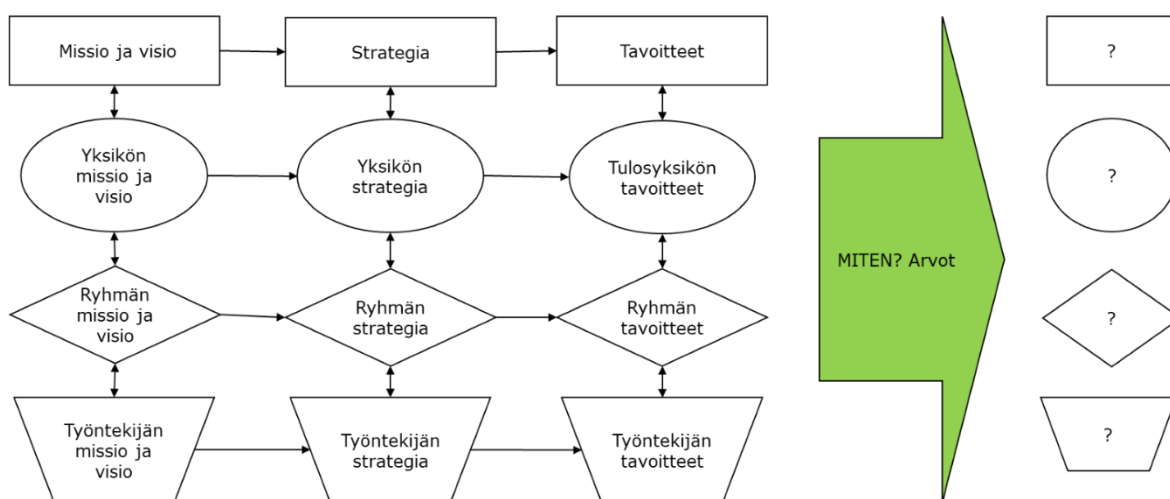 Missio ja visio
Strategia
Tavoitteet
?
Yksikön
missio ja
visio
Yksikön
strategia
Tulosyksikön
tavoitteet
?
MITEN? Arvot
Ryhmän
missio ja
visio
Ryhmän
strategia
Ryhmän
tavoitteet
?
Työntekijän
missio ja
visio
Työntekijän
strategia
Työntekijän
tavoitteet
?